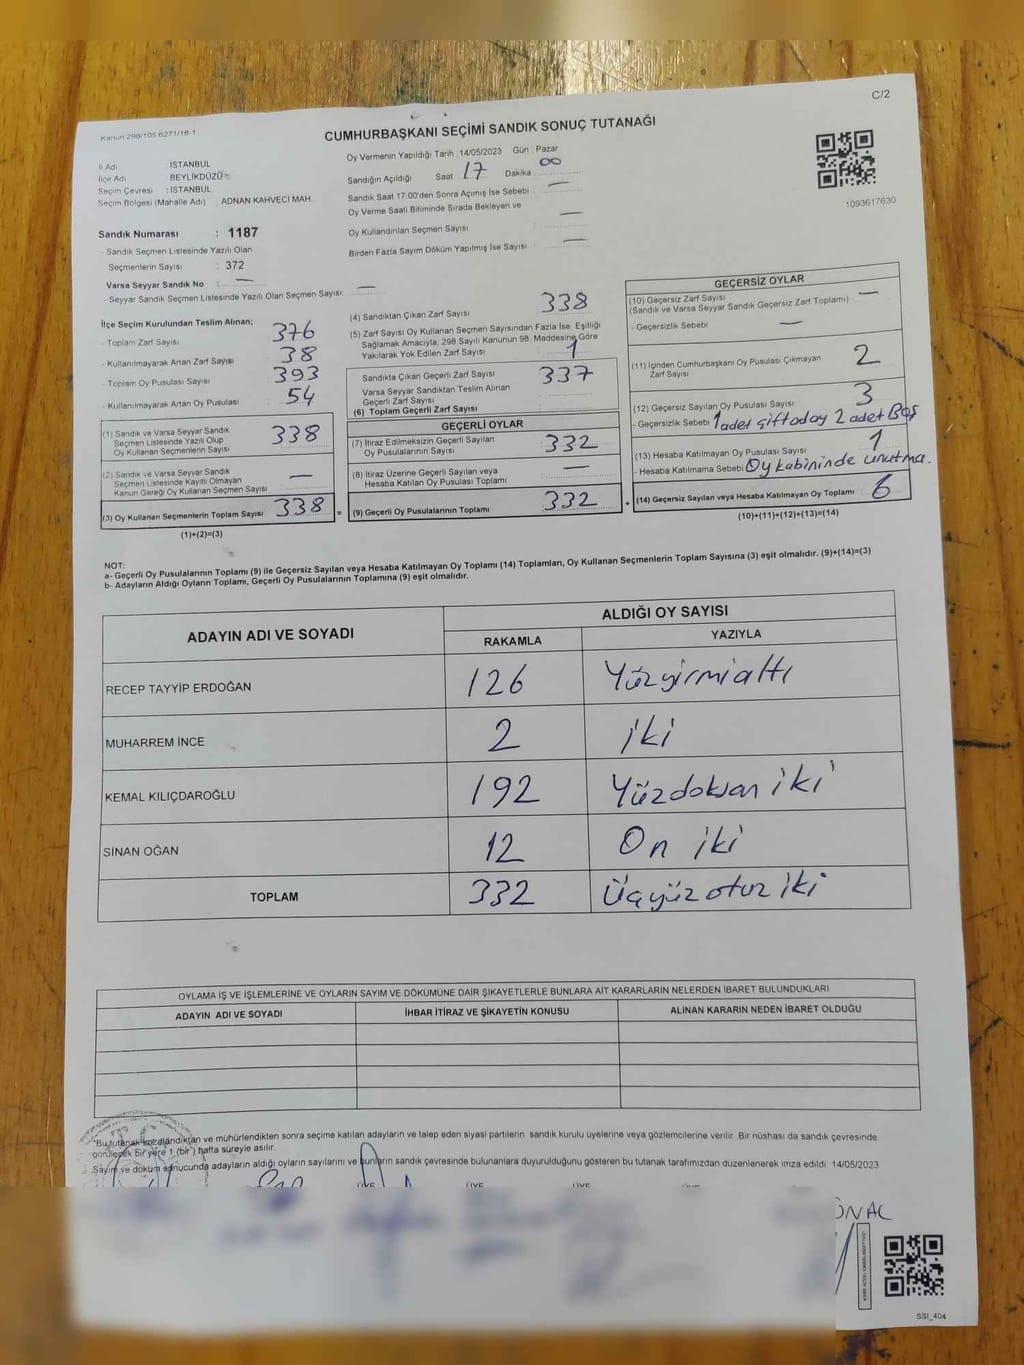 C/2
Kanun 298/105 6271/18-1
CUMHURBAŞKANI SEÇİMİ SANDIK SONUÇ TUTANAĞI
İl Adı İSTANBUL
İlçe Adı BEYLİKDÜZÜ
Seçim Çevresi : İSTANBUL
Seçim Bölgesi (Mahalle Adı) : ADNAN KAHVECİ MAH.
Sandık Numarası : 1187
- Sandık Seçmen Listesinde Yazılı Olan
Seçmenlerin Sayısı : 372
Varsa Seyyar Sandık No : —
- Seyyar Sandık Seçmen Listesinde Yazılı Olan Seçmen Sayısı: —
Oy Vermenin Yapıldığı Tarih :14/05/2023 Gün : Pazar
Sandığın Açıldığı Saat : 17 Dakika : 00
Sandık Saat 17:00'den Sonra Açımış İse Sebebi : —
Oy Verme Saati Bitiminde Sırada Bekleyen ve
Oy Kullandırılan Seçmen Sayısı : —
Birden Fazla Sayım Döküm Yapılmış İse Sayısı : —
1093617630
İlçe Seçim Kurulundan Teslim Alınan;
- Toplam Zarf Sayısı 376
- Kullanılmayarak Artan Zarf Sayısı 38
- Toplam Oy Pusulası Sayısı 393
- Kullanılmayarak Artan Oy Pusulası 54
(1) Sandık ve Varsa Seyyar Sandık
Seçmen Listesinde Yazılı Olup
Oy Kullanan Seçmenlerin Sayısı 338
(2) Sandık ve Varsa Seyyar Sandık
Seçmen Listesinde Kayıtlı Olmayan
Kanun Gereği Oy Kullanan Seçmen Sayısı —
(3) Oy Kullanan Seçmenlerin Toplam Sayısı 338 =
(1)+(2)=(3)
(4) Sandıktan Çıkan Zarf Sayısı 338
(5) Zarf Sayısı Oy Kullanan Seçmen Sayısından Fazla İse, Eşitliği
Sağlamak Amacıyla, 298 Sayılı Kanunun 98. Maddesine Göre
Yakılarak Yok Edilen Zarf Sayısı 1
Sandıkta Çıkan Geçerli Zarf Sayısı 337
Varsa Seyyar Sandıktan Teslim Alınan
Geçerli Zarf Sayısı
(6) Toplam Geçerli Zarf Sayısı
GEÇERLİ OYLAR
(7) İtiraz Edilmeksizin Geçerli Sayılan
Oy Pusulalarının Sayısı 332
(8) İtiraz Üzerine Geçerli Sayılan veya
Hesaba Katılan Oy Pusulası Toplamı —
(9) Geçerli Oy Pusulalarının Toplamı 332 +
GEÇERSİZ OYLAR
(10) Geçersiz Zarf Sayısı
(Sandık ve Varsa Seyyar Sandık Geçersiz Zarf Toplamı) —
- Geçersizlik Sebebi —
(11) İçinden Cumhurbaşkanı Oy Pusulası Çıkmayan
Zarf Sayısı 2
(12) Geçersiz Sayılan Oy Pusulası Sayısı 3
- Geçersizlik Sebebi 1 adet çift aday 2 adet Boş
(13) Hesaba Katılmayan Oy Pusulası Sayısı 1
- Hesaba Katılmama Sebebi Oy kabininde unutma.
(14) Geçersiz Sayılan veya Hesaba Katılmayan Oy Toplamı 6
(10)+(11)+(12)+(13)=(14)
NOT:
a- Geçerli Oy Pusulalarının Toplamı (9) ile Geçersiz Sayılan veya Hesaba Katılmayan Oy Toplamı (14) Toplamları, Oy Kullanan Seçmenlerin Toplam Sayısına (3) eşit olmalıdır. (9)+(14)=(3)
b- Adayların Aldığı Oyların Toplamı, Geçerli Oy Pusulalarının Toplamına (9) eşit olmalıdır.
ADAYIN ADI VE SOYADI ALDIĞI OY SAYISI
RAKAMLA YAZIYLA
RECEP TAYYİP ERDOĞAN 126 Yüzyirmialtı
MUHARREM İNCE 2 iki
KEMAL KILIÇDAROĞLU 192 Yüzdoksan iki
SİNAN OĞAN 12 On iki
TOPLAM 332 Üçyüz otuz iki
OYLAMA İŞ VE İŞLEMLERİNE VE OYLARIN SAYIM VE DÖKÜMÜNE DAİR ŞİKAYETLERLE BUNLARA AİT KARARLARIN NELERDEN İBARET BULUNDUKLARI
ADAYIN ADI VE SOYADI İHBAR İTİRAZ VE ŞİKAYETİN KONUSU ALINAN KARARIN NEDEN İBARET OLDUĞU
*Bu tutanak imzalandıktan ve mühürlendikten sonra seçime katılan adayların ve talep eden siyasi partilerin sandık kurulu üyelerine veya gözlemcilerine verilir. Bir nüshası da sandık çevresinde
görülecek bir yere 1 (bir) hafta süreyle asılır.
Sayım ve döküm sonucunda adayların aldığı oyların sayılarını ve bunların sandık çevresinde bulunanlara duyurulduğunu gösteren bu tutanak tarafımızdan düzenlenerek imza edildi 14/05/2023
ÜYE ÜYE ÜYE
SSI_404